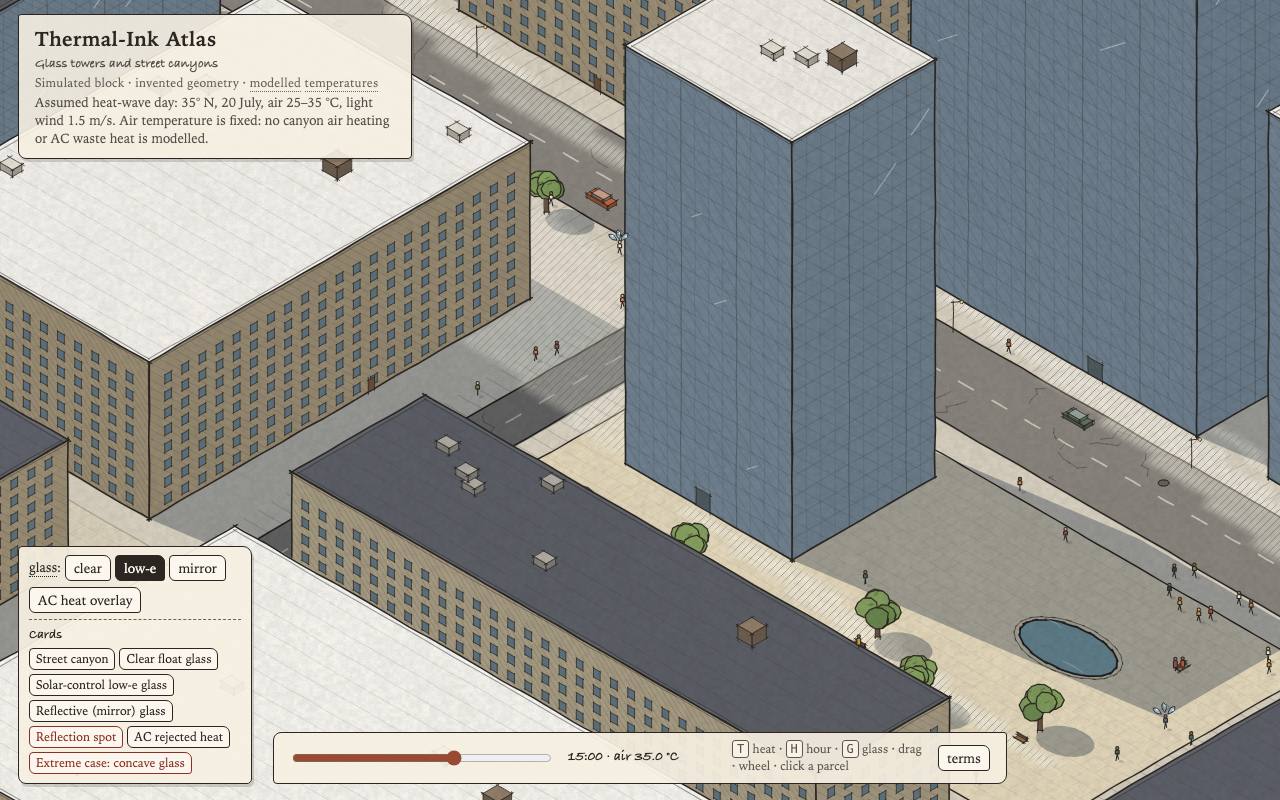 Thermal-Ink Atlas
Glass towers and street canyons
Simulated block · invented geometry · modelled temperatures
Assumed heat-wave day: 35° N, 20 July, air 25–35 °C, light
wind 1.5 m/s. Air temperature is fixed: no canyon air heating
or AC waste heat is modelled.
glass: clear low-e mirror
AC heat overlay
Cards
Street canyon Clear float glass
Solar-control low-e glass
Reflective (mirror) glass
Reflection spot AC rejected heat
Extreme case: concave glass
15:00 · air 35.0 °C
T heat · H hour · G glass · drag
· wheel · click a parcel
terms